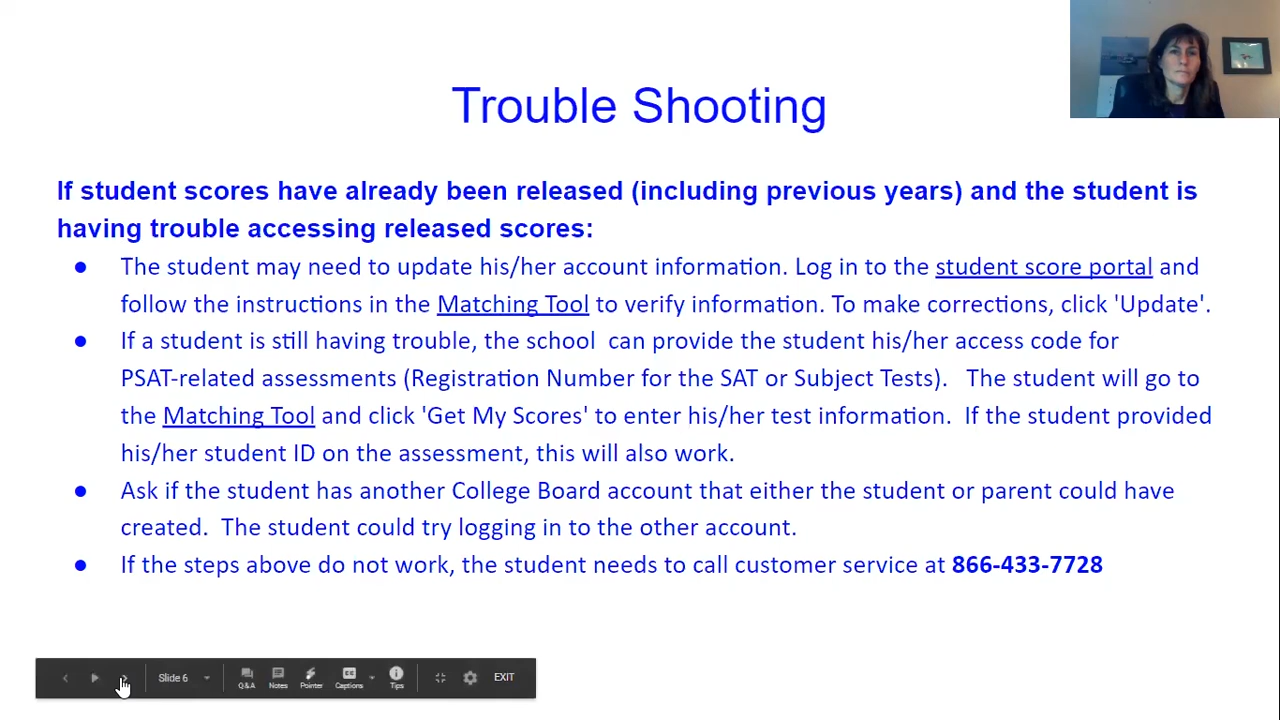 Trouble Shooting
If student scores have already been released (including previous years) and the student is
having trouble accessing released scores:
● The student may need to update his/her account information. Log in to the student score portal and
follow the instructions in the Matching Tool to verify information. To make corrections, click 'Update'.
● If a student is still having trouble, the school can provide the student his/her access code for
PSAT-related assessments (Registration Number for the SAT or Subject Tests). The student will go to
the Matching Tool and click 'Get My Scores' to enter his/her test information. If the student provided
his/her student ID on the assessment, this will also work.
● Ask if the student has another College Board account that either the student or parent could have
created. The student could try logging in to the other account.
● If the steps above do not work, the student needs to call customer service at 866-433-7728
Slide 6 Q&A Notes Pointer CC Captions Tips EXIT